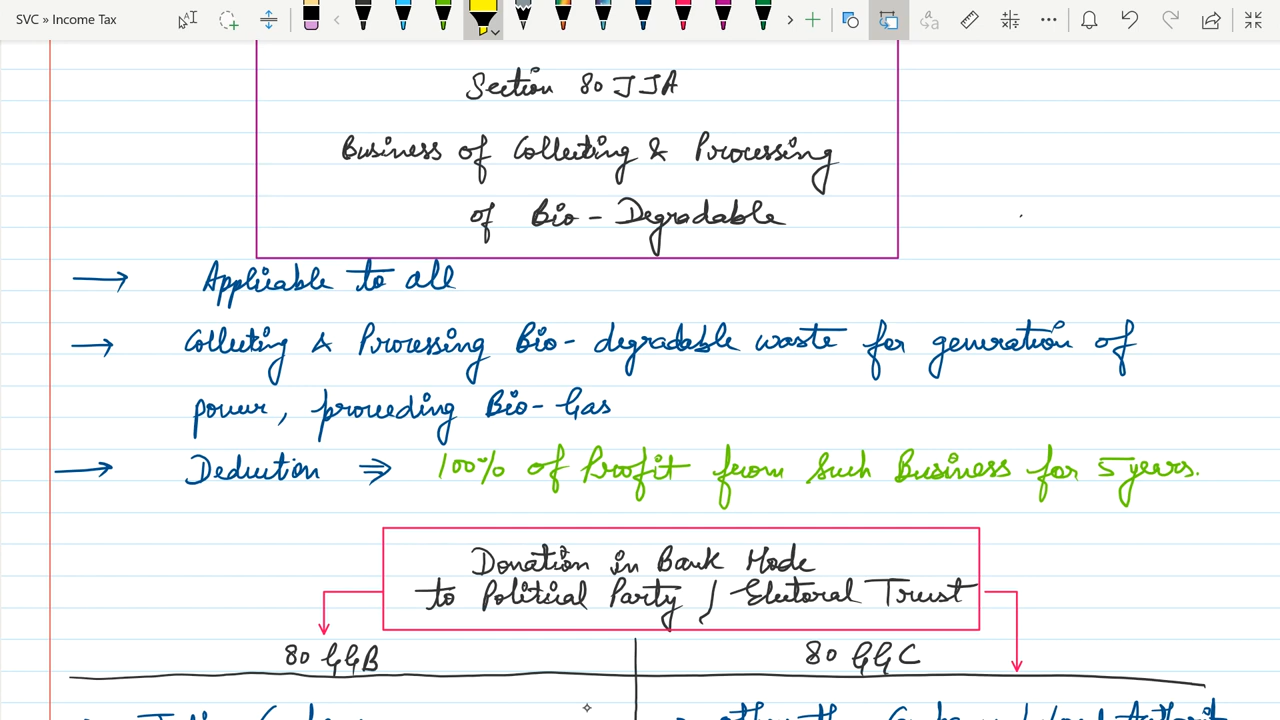 SVC » Income Tax
Section 80 JJA
Business of Collecting & Processing
of Bio-Degradable
→ Applicable to all
→ Collecting & Processing Bio-degradable waste for generation of
power, proceeding Bio-Gas
→ Deduction ⇒ 100% of Profit from Such Business for 5 years.
Donation in Bank Mode
to Political Party / Electoral Trust
80 GGB
80 GGC